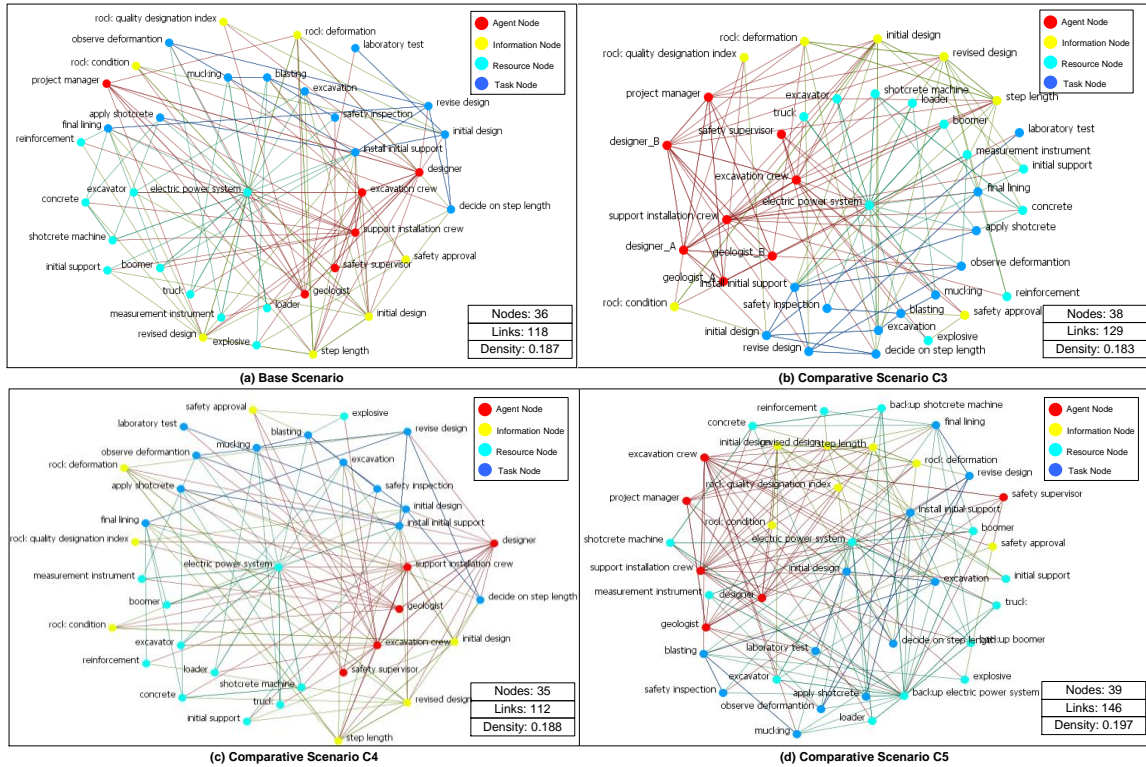 rock quality designation index
observe deformantion
rock deformation
laboratory test
rock condition
mucking
blasting
project manager
excavation
revise design
apply shotcrete
safety inspection
final lining
initial design
reinforcement
install initial support
designer
excavator
electric power system
excavation crew
concrete
decide on step length
support installation crew
shotcrete machine
safety approval
initial support
boomer
safety supervisor
truck
geologist
loader
measurement instrument
initial design
revised design
explosive
step length
Agent Node
Information Node
Resource Node
Task Node
Nodes: 36
Links: 118
Density: 0.187
(a) Base Scenario
rock deformation
initial design
revised design
rock quality designation index
step length
project manager
excavator
shotcrete machine
loader
truck
boomer
safety supervisor
laboratory test
designer_B
measurement instrument
initial support
excavation crew
final lining
electric power system
concrete
support installation crew
apply shotcrete
designer_A
geologist_B
observe deformantion
geologist_A
install initial support
mucking
reinforcement
rock condition
safety inspection
blasting
safety approval
initial design
excavation
explosive
revise design
decide on step length
Agent Node
Information Node
Resource Node
Task Node
Nodes: 38
Links: 129
Density: 0.183
(b) Comparative Scenario C3
safety approval
explosive
laboratory test
blasting
revise design
mucking
observe deformantion
rock deformation
excavation
apply shotcrete
safety inspection
initial design
final lining
install initial support
rock quality designation index
designer
electric power system
support installation crew
measurement instrument
decide on step length
boomer
geologist
rock condition
excavator
excavation crew
initial design
reinforcement
loader
safety supervisor
shotcrete machine
concrete
truck
revised design
initial support
step length
Agent Node
Information Node
Resource Node
Task Node
Nodes: 35
Links: 112
Density: 0.188
(c) Comparative Scenario C4
reinforcement
backup shotcrete machine
concrete
final lining
initial design
revised design
step length
excavation crew
rock deformation
revise design
rock quality designation index
project manager
safety supervisor
install initial support
rock condition
boomer
shotcrete machine
electric power system
safety approval
support installation crew
initial design
initial support
measurement instrument
designer
excavation
truck
geologist
decide on step length
backup boomer
blasting
laboratory test
excavator
explosive
safety inspection
apply shotcrete
backup electric power system
observe deformantion
loader
mucking
Agent Node
Information Node
Resource Node
Task Node
Nodes: 39
Links: 146
Density: 0.197
(d) Comparative Scenario C5